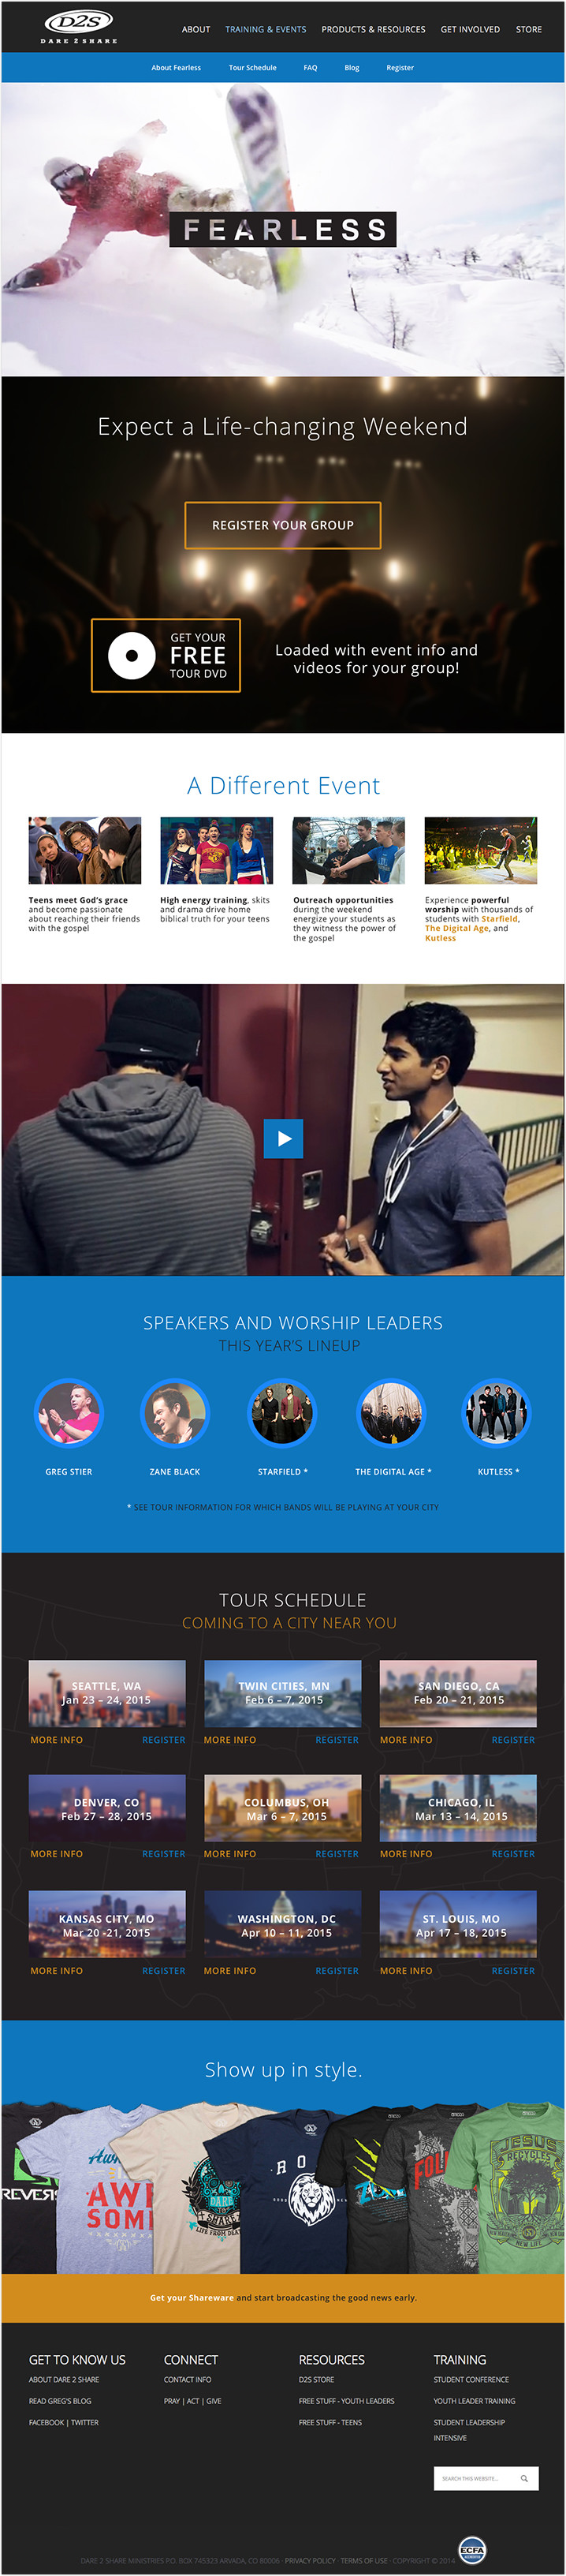 D2S
DARE 2 SHARE
ABOUT TRAINING & EVENTS PRODUCTS & RESOURCES GET INVOLVED STORE
About Fearless Tour Schedule FAQ Blog Register
FEARLESS
Expect a Life-changing Weekend
REGISTER YOUR GROUP
GET YOUR
FREE
TOUR DVD
Loaded with event info and
videos for your group!
A Different Event
Teens meet God's grace
and become passionate
about reaching their friends
with the gospel
High energy training, skits
and drama drive home
biblical truth for your teens
Outreach opportunities
during the weekend
energize your students as
they witness the power of
the gospel
Experience powerful
worship with thousands of
students with Starfield,
The Digital Age, and
Kutless
SPEAKERS AND WORSHIP LEADERS
THIS YEAR'S LINEUP
GREG STIER ZANE BLACK STARFIELD * THE DIGITAL AGE * KUTLESS *
* SEE TOUR INFORMATION FOR WHICH BANDS WILL BE PLAYING AT YOUR CITY
TOUR SCHEDULE
COMING TO A CITY NEAR YOU
SEATTLE, WA
Jan 23 – 24, 2015
MORE INFO REGISTER
TWIN CITIES, MN
Feb 6 – 7, 2015
MORE INFO REGISTER
SAN DIEGO, CA
Feb 20 – 21, 2015
MORE INFO REGISTER
DENVER, CO
Feb 27 – 28, 2015
MORE INFO REGISTER
COLUMBUS, OH
Mar 6 – 7, 2015
MORE INFO REGISTER
CHICAGO, IL
Mar 13 – 14, 2015
MORE INFO REGISTER
KANSAS CITY, MO
Mar 20 -21, 2015
MORE INFO REGISTER
WASHINGTON, DC
Apr 10 – 11, 2015
MORE INFO REGISTER
ST. LOUIS, MO
Apr 17 – 18, 2015
MORE INFO REGISTER
Show up in style.
REVERS
AWE
SOMI
DARE
TO
SHARE
LIFE FROM DEA
R O
FOLL
JESUS
RECYCLES
NEW LIFE
Get your Shareware and start broadcasting the good news early.
GET TO KNOW US
ABOUT DARE 2 SHARE
READ GREG'S BLOG
FACEBOOK | TWITTER
CONNECT
CONTACT INFO
PRAY | ACT | GIVE
RESOURCES
D2S STORE
FREE STUFF - YOUTH LEADERS
FREE STUFF - TEENS
TRAINING
STUDENT CONFERENCE
YOUTH LEADER TRAINING
STUDENT LEADERSHIP
INTENSIVE
SEARCH THIS WEBSITE...
DARE 2 SHARE MINISTRIES P.O. BOX 745323 ARVADA, CO 80006 · PRIVACY POLICY · TERMS OF USE · COPYRIGHT © 2014
ECFA